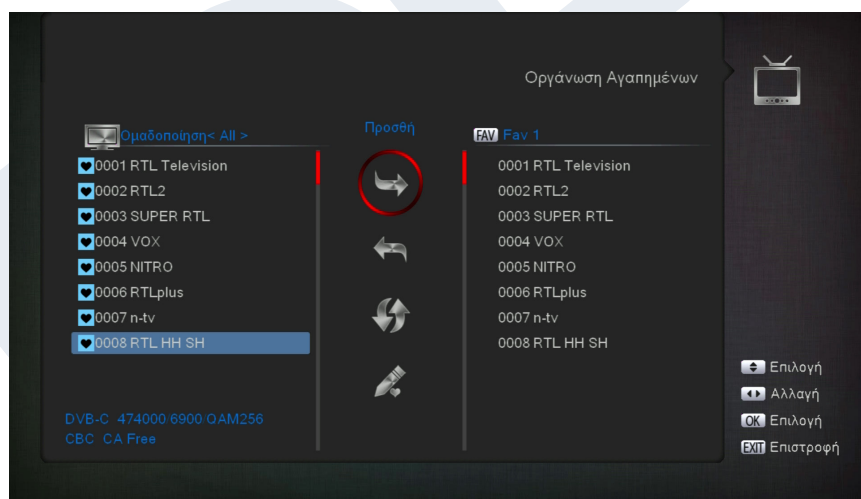 Οργάνωση Αγαπημένων
Ομαδοποίηση< All >
Προσθή
FAV Fav 1
0001 RTL Television
0002 RTL2
0003 SUPER RTL
0004 VOX
0005 NITRO
0006 RTLplus
0007 n-tv
0008 RTL HH SH
0001 RTL Television
0002 RTL2
0003 SUPER RTL
0004 VOX
0005 NITRO
0006 RTLplus
0007 n-tv
0008 RTL HH SH
DVB-C 474000/6900/QAM256
CBC CA Free
Επιλογή
Αλλαγή
OK Επιλογή
EXIT Επιστροφή